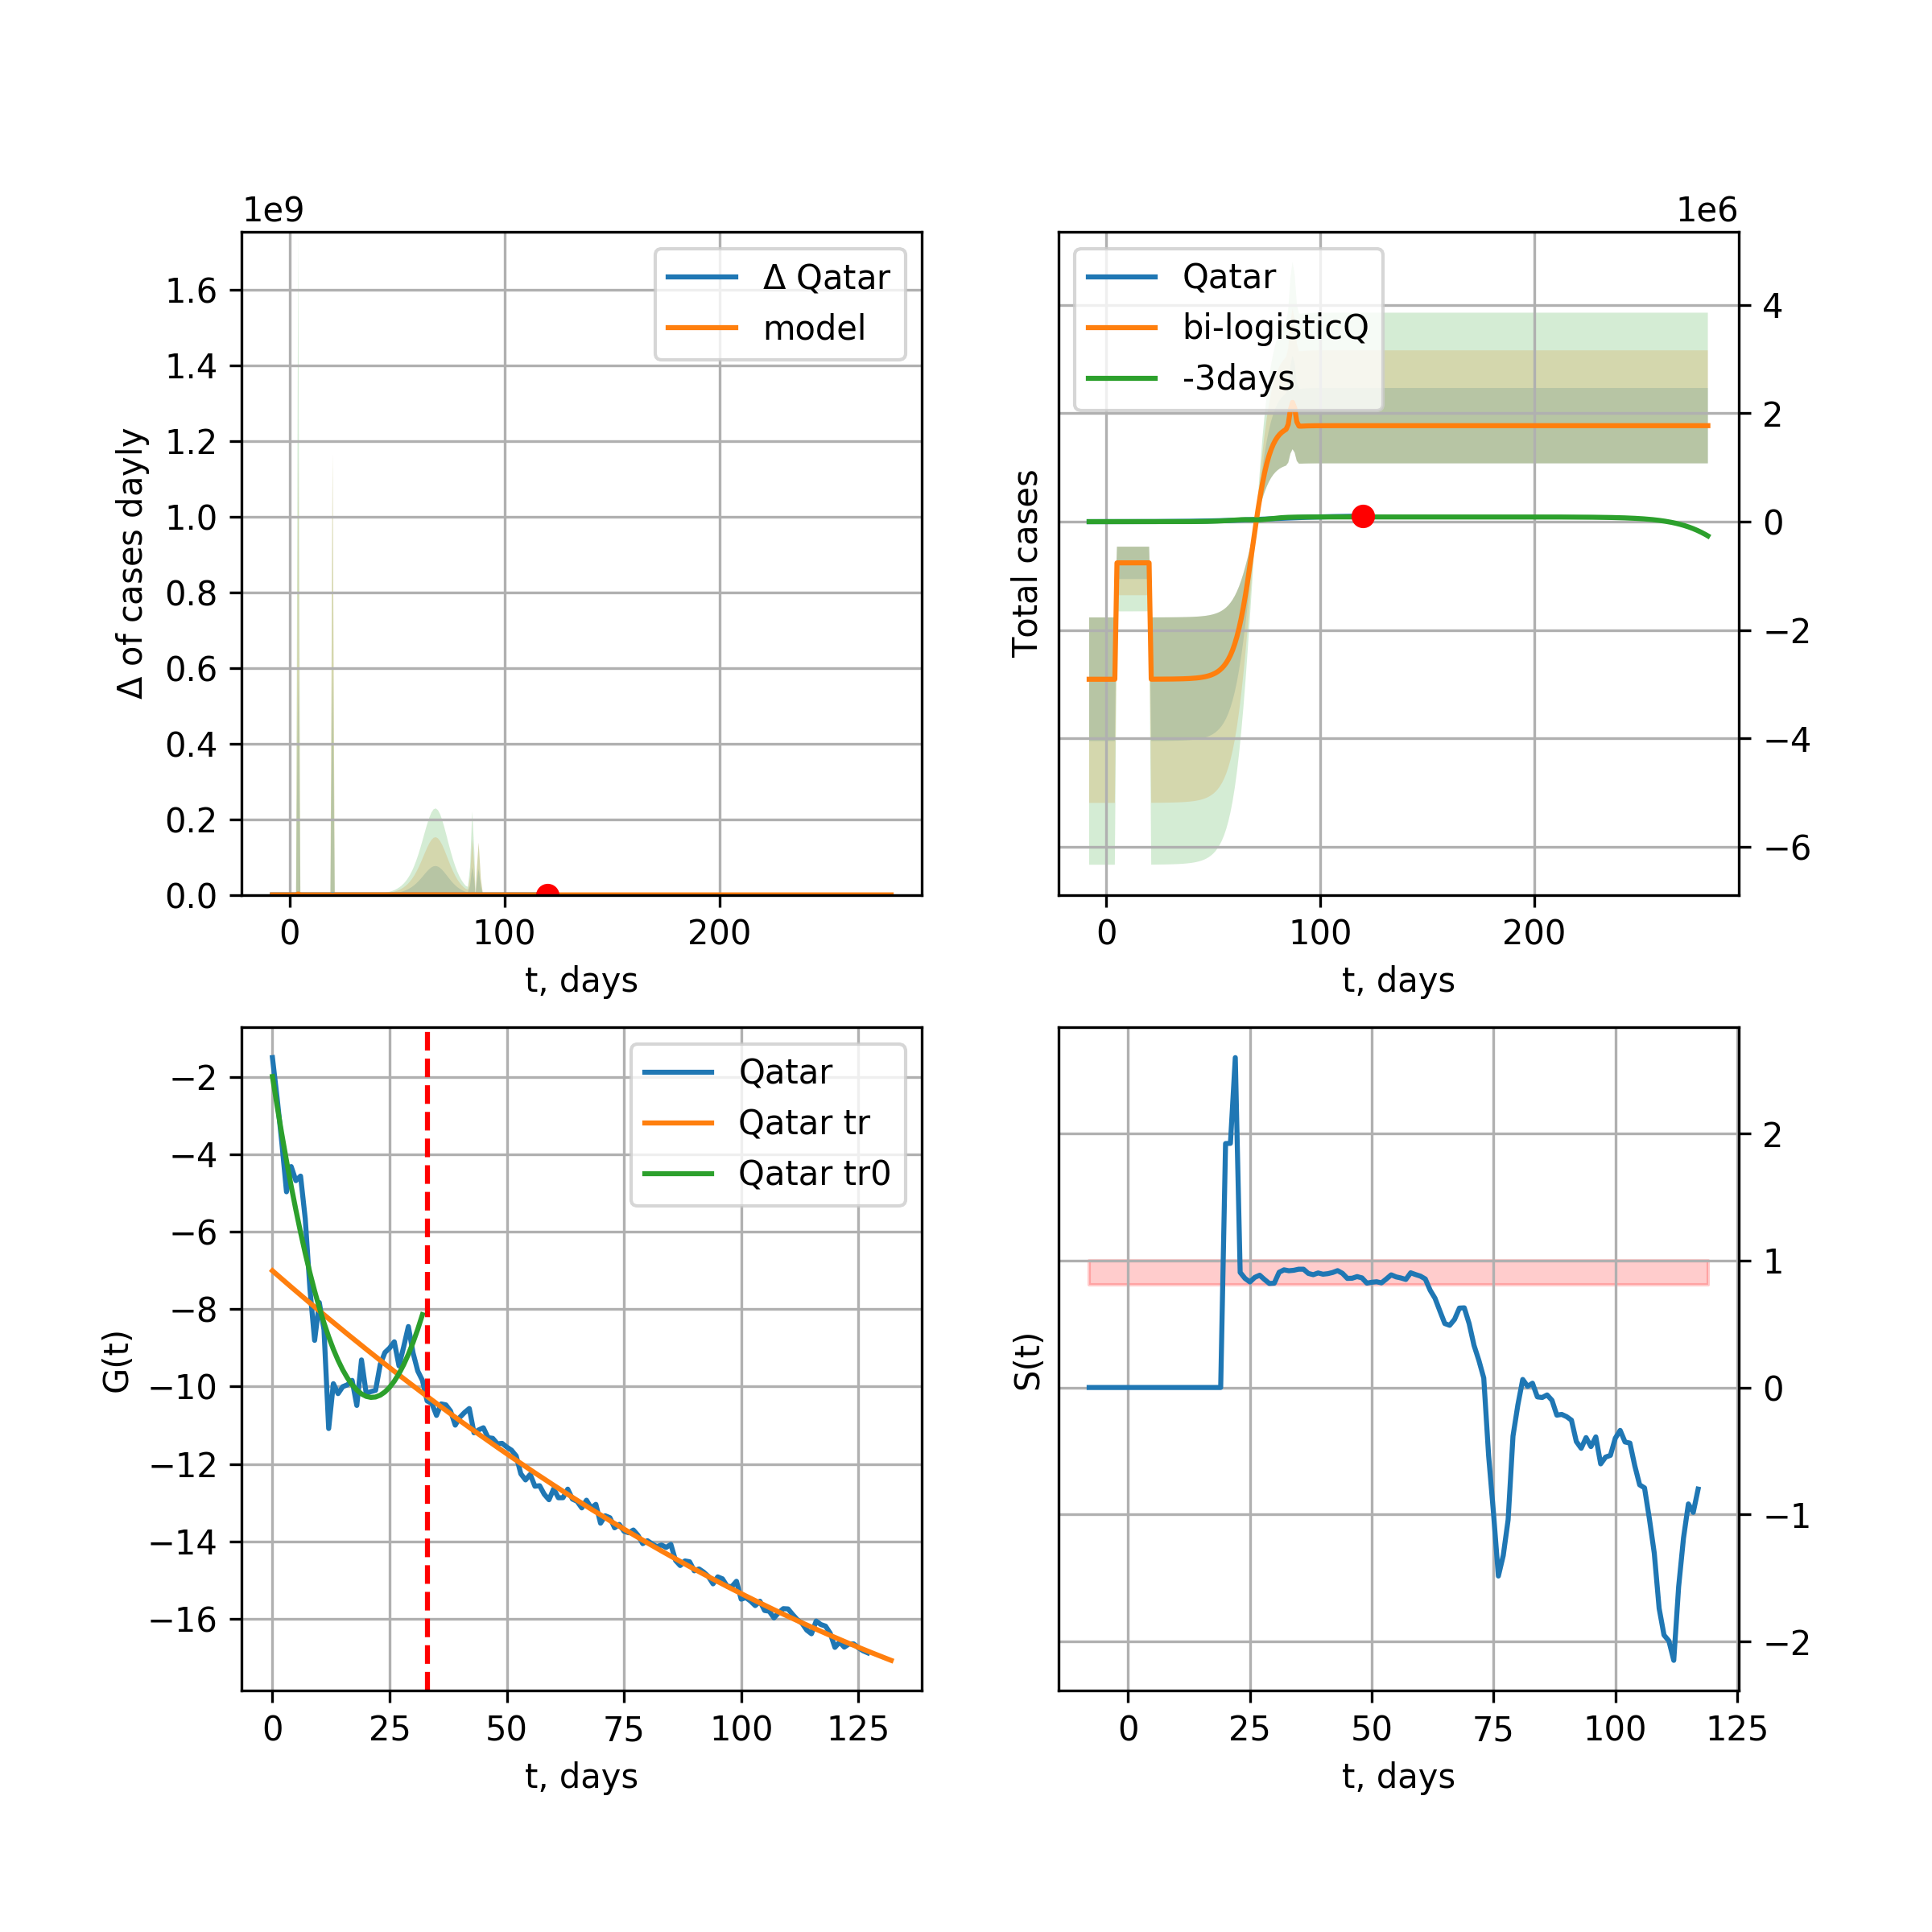 1e9
Δ of cases dayly
1.6
1.4
1.2
1.0
0.8
0.6
0.4
0.2
0.0
0 100 200
t, days
Δ Qatar
model
1e6
Total cases
4
2
0
−2
−4
−6
0 100 200
t, days
Qatar
bi-logisticQ
-3days
G(t)
−2
−4
−6
−8
−10
−12
−14
−16
0 25 50 75 100 125
t, days
Qatar
Qatar tr
Qatar tr0
S(t)
2
1
0
−1
−2
0 25 50 75 100 125
t, days